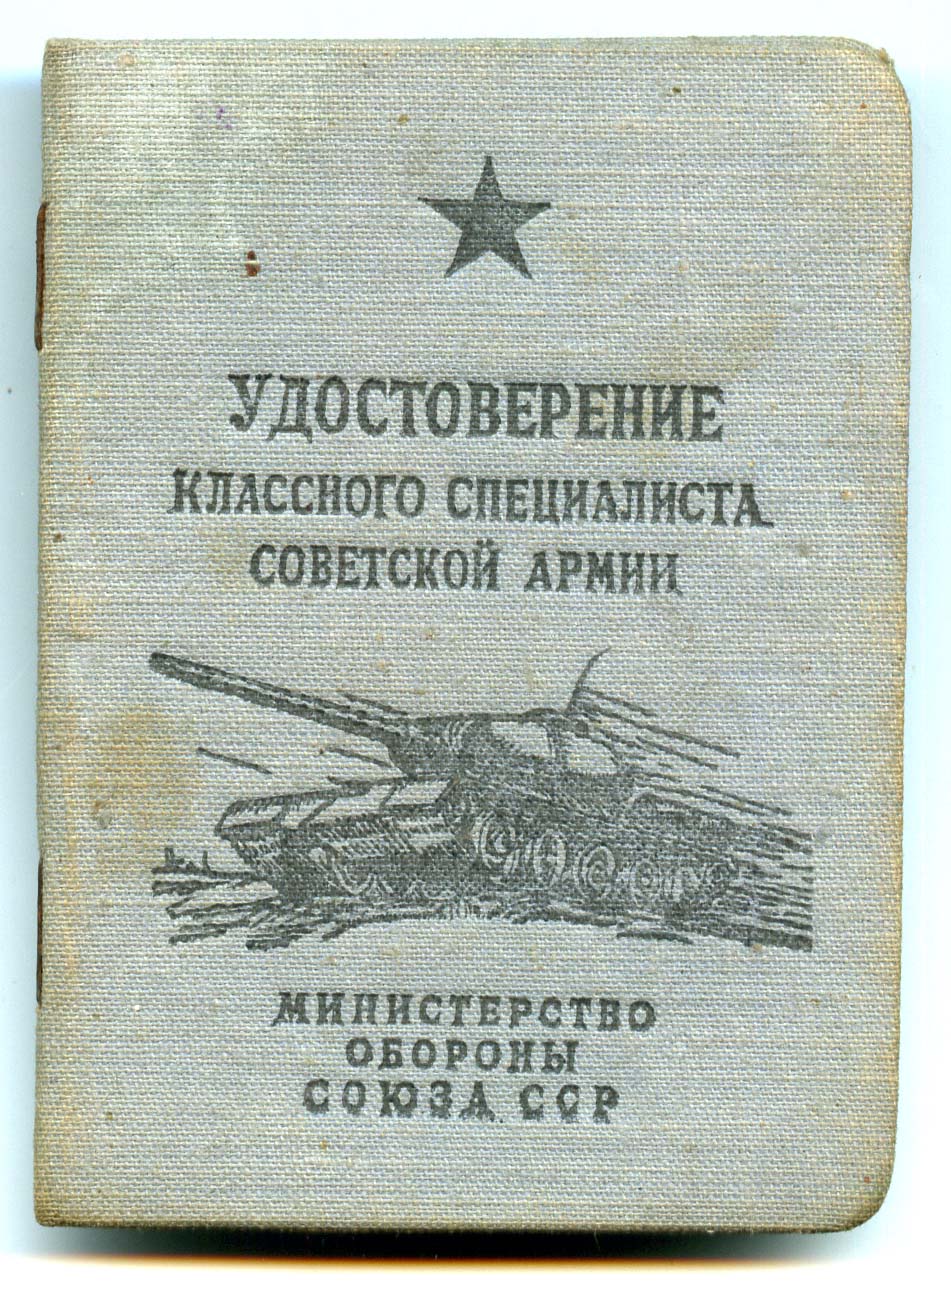 УДОСТОВЕРЕНИЕ
КЛАССНОГО СПЕЦИАЛИСТА
СОВЕТСКОЙ АРМИИ
МИНИСТЕРСТВО
ОБОРОНЫ
СОЮЗА ССР